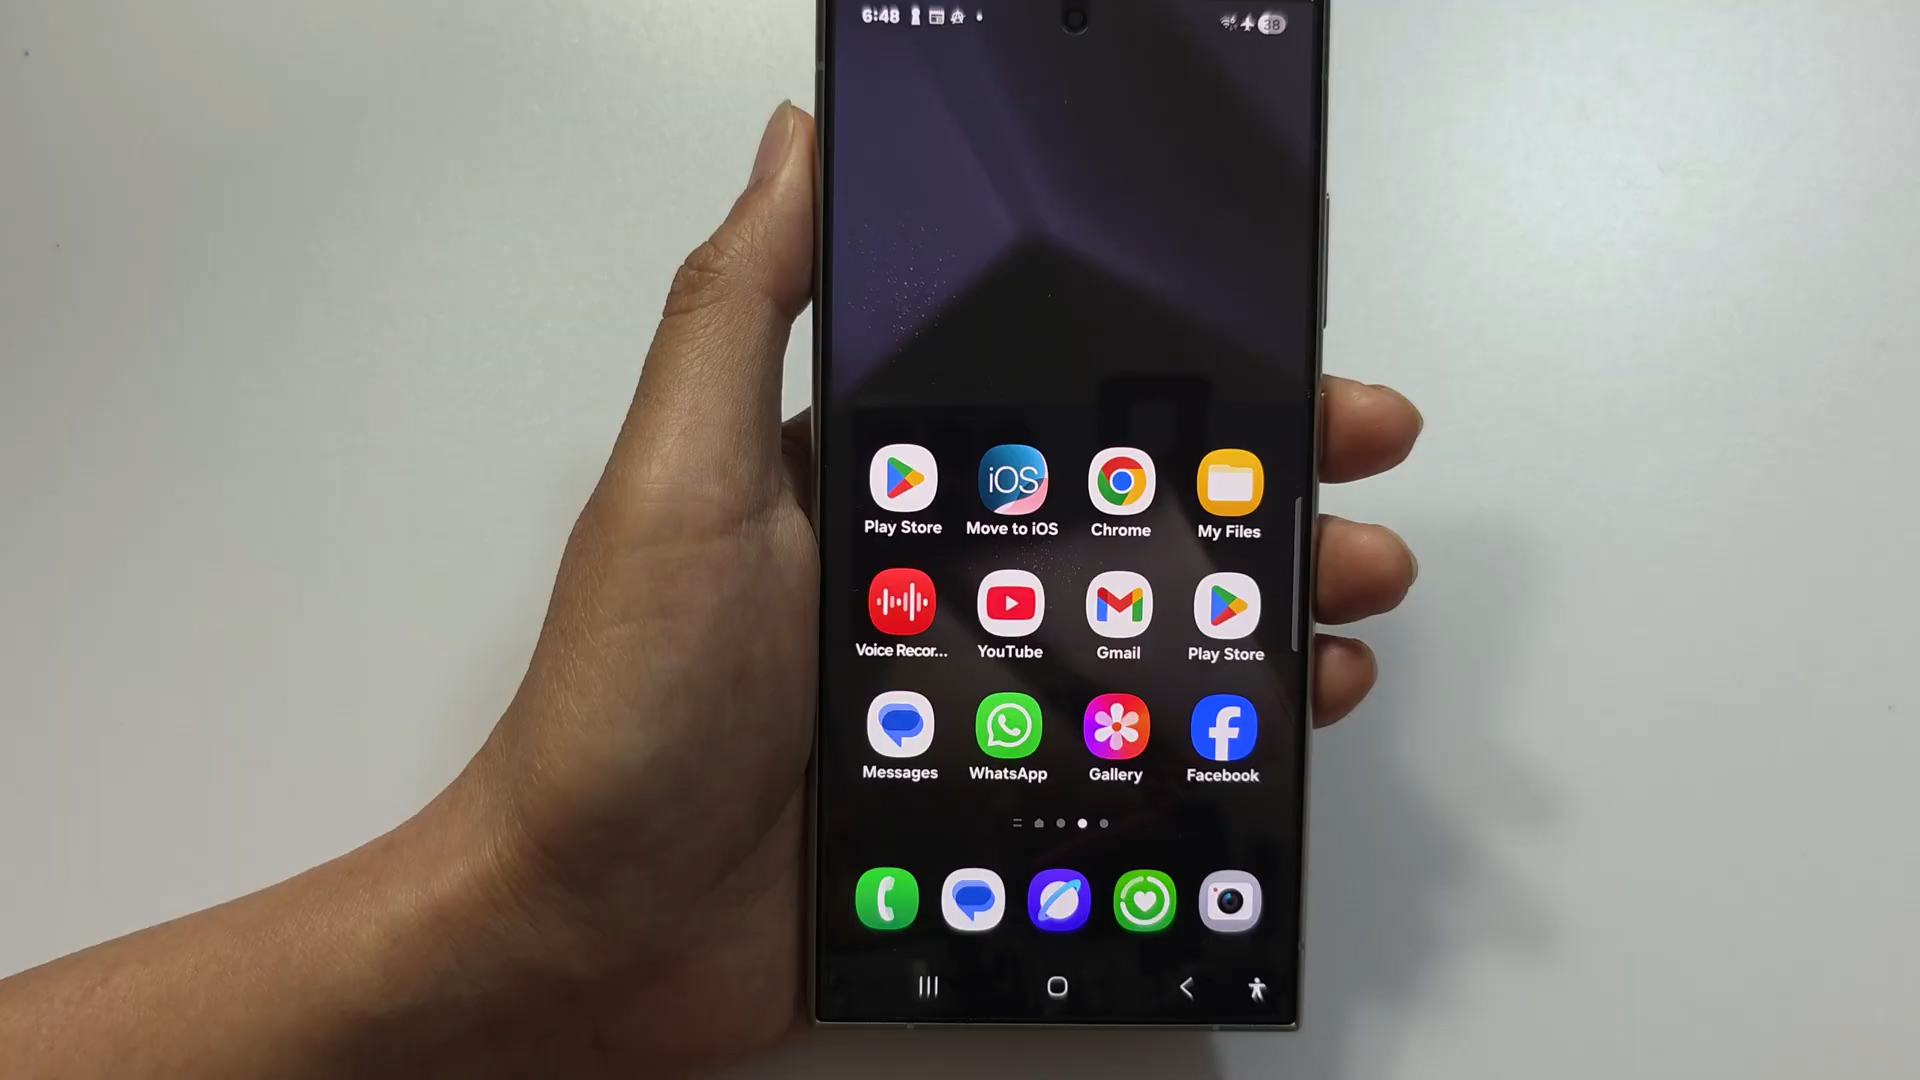 6:48 38
iOS
Play Store Move to iOS Chrome My Files
Voice Recor... YouTube Gmail Play Store
Messages WhatsApp Gallery Facebook